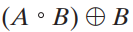 (A ∘ B) ⊕ B